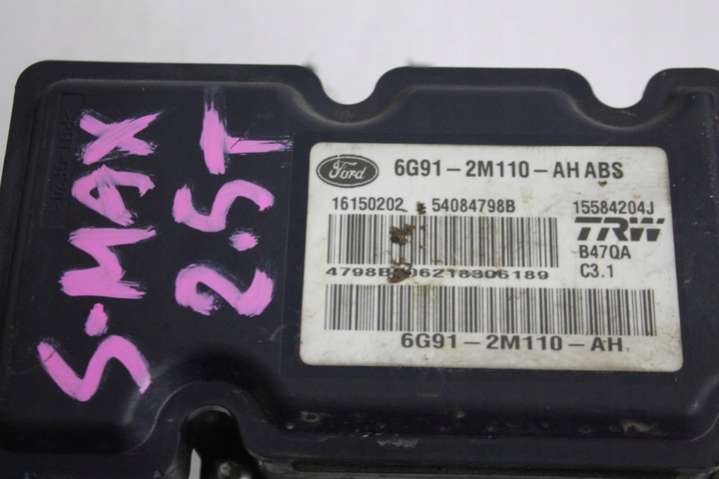 S-MAX
2.5T
Ford 6G91-2M110-AH ABS
16150202 54084798B 15584204J
TRW
B47QA
C3.1
6G91-2M110-AH